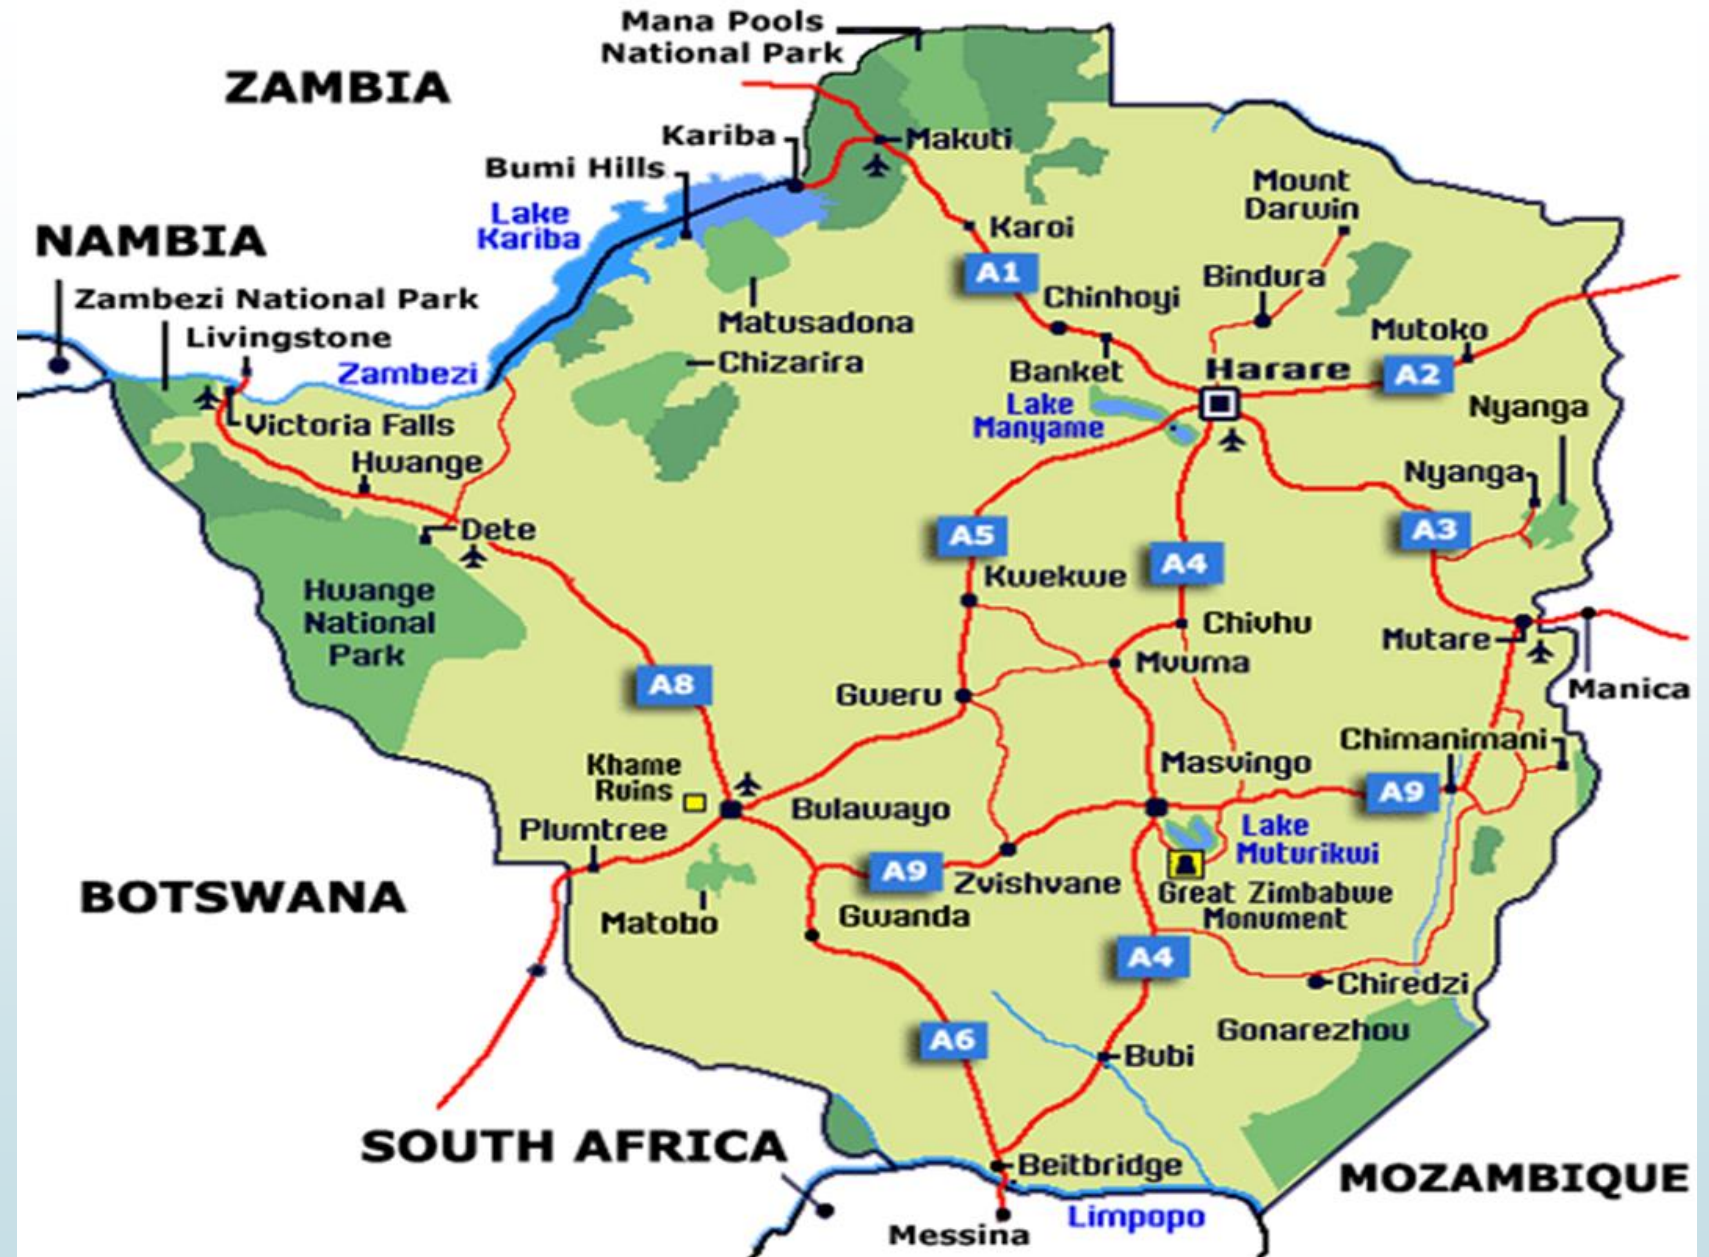 Mana Pools
National Park
ZAMBIA
Kariba
Makuti
Bumi Hills
Mount
Darwin
Lake
Kariba
Karoi
NAMBIA
A1
Bindura
Zambezi National Park
Chinhoyi
Livingstone
Matusadona
Mutoko
Zambezi
Chizarira
Banket
Harare
A2
Lake
Manyame
Nyanga
Victoria Falls
Hwange
Nyanga
Dete
A5
A3
Hwange
National
Park
Kwekwe
A4
Chivhu
Mutare
Mvuma
A8
Gweru
Manica
Chimanimani
Khame
Ruins
Masvingo
A9
Bulawayo
Plumtree
Lake
Muturikwi
A9
Zvishvane
BOTSWANA
Great Zimbabwe
Monument
Matobo
Gwanda
A4
Chiredzi
Gonarezhou
A6
Bubi
SOUTH AFRICA
Beitbridge
MOZAMBIQUE
Limpopo
Messina